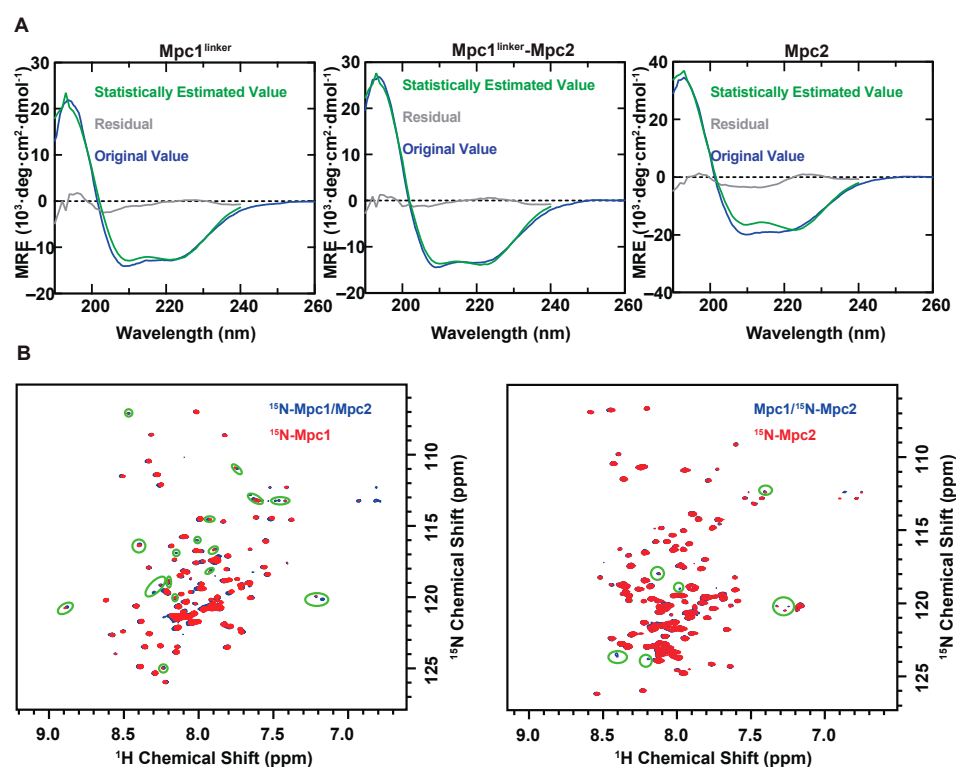 A
Mpc1linker
Mpc1linker-Mpc2
Mpc2
MRE (10³·deg·cm²·dmol⁻¹)
30
20
10
0
−10
−20
Statistically Estimated Value
Residual
Original Value
200 220 240 260
Wavelength (nm)
MRE (10³·deg·cm²·dmol⁻¹)
30
20
10
0
−10
−20
Statistically Estimated Value
Residual
Original Value
200 220 240 260
Wavelength (nm)
MRE (10³·deg·cm²·dmol⁻¹)
40
20
0
−20
−40
Statistically Estimated Value
Residual
Original Value
200 220 240 260
Wavelength (nm)
B
¹⁵N-Mpc1/Mpc2
¹⁵N-Mpc1
110
115
120
125
¹⁵N Chemical Shift (ppm)
9.0 8.5 8.0 7.5 7.0
¹H Chemical Shift (ppm)
Mpc1/¹⁵N-Mpc2
¹⁵N-Mpc2
110
115
120
125
¹⁵N Chemical Shift (ppm)
9.0 8.5 8.0 7.5 7.0
¹H Chemical Shift (ppm)